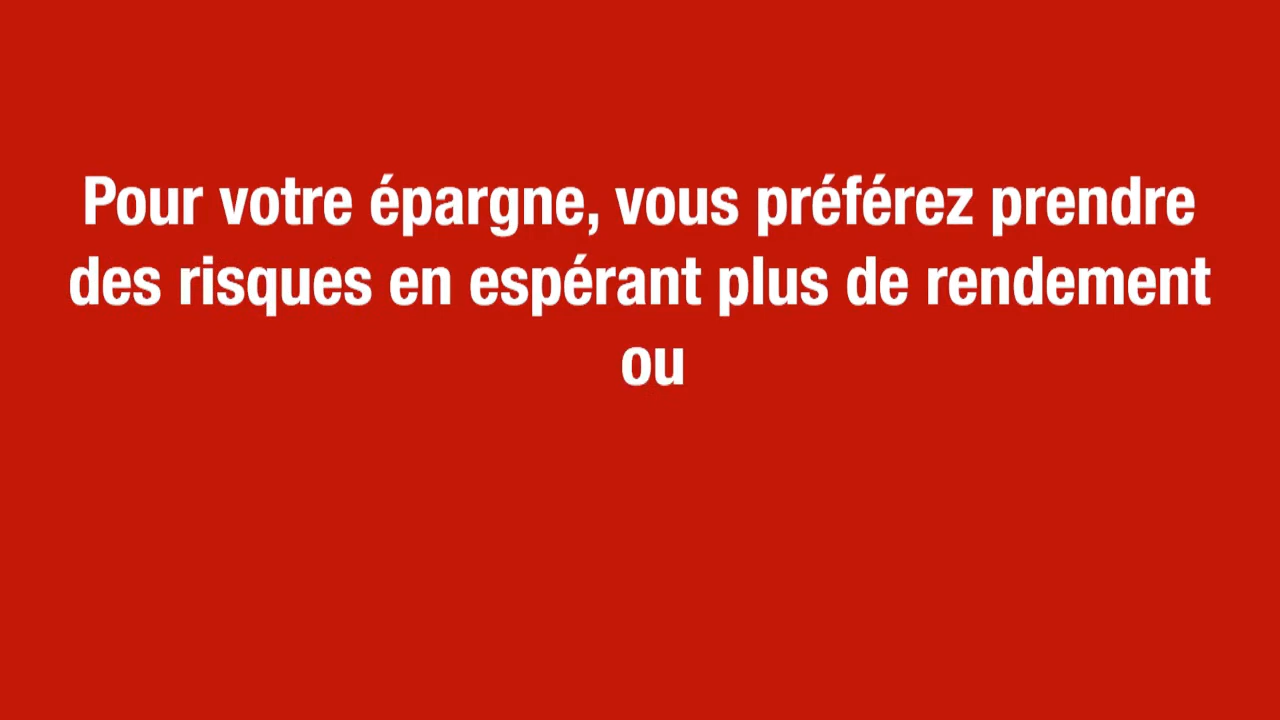 Pour votre épargne, vous préférez prendre
des risques en espérant plus de rendement
ou